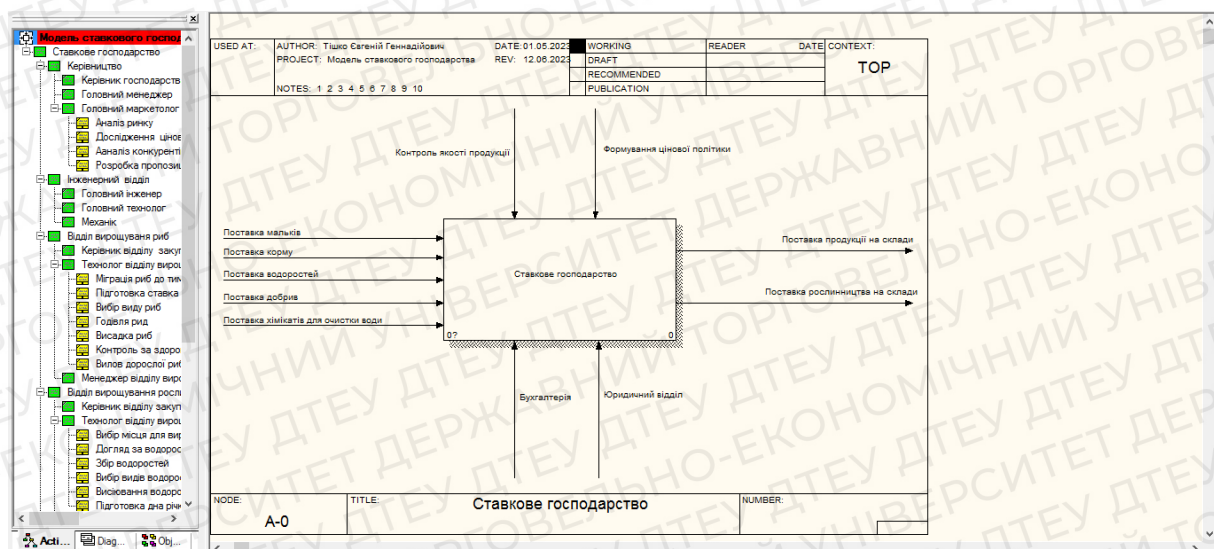 Модель ставкового господ
Ставкове господарство
Керівництво
Керівник господарств
Головний менеджер
Головний маркетолог
Аналіз ринку
Дослідження цінов
Ааналіз конкуренті
Розробка пропозиц
Інженерний відділ
Головний інженер
Головний технолог
Механік
Відділ вирощуваня риб
Керівник відділу закуп
Технолог відділу вирощ
Міграція риб до тим
Підготовка ставка
Вибір виду риб
Годівля рид
Висадка риб
Контроль за здоро
Вилов дорослої риб
Менеджер відділу виро
Відділ вирощування росл
Керівник відділу закуп
Технолог відділу вирощ
Вибір місця для вир
Догляд за водорос
Збір водоростей
Вибір видів водоро
Висіювання водоро
Підготовка дна річк
Acti... Diag... Obj...
USED AT: AUTHOR: Тішко Євгеній Геннадійович DATE: 01.05.2023 WORKING READER DATE CONTEXT:
PROJECT: Модель ставкового господарства REV: 12.06.2023 DRAFT TOP
RECOMMENDED
NOTES: 1 2 3 4 5 6 7 8 9 10 PUBLICATION
Контроль якості продукції
Формування цінової політики
Поставка мальків
Поставка корму
Поставка водоростей
Поставка добрив
Поставка хімікатів для очистки води
Ставкове господарство
0? 0
Поставка продукції на склади
Поставка рослинництва на склади
Бухгалтерія
Юридичний відділ
NODE: TITLE: NUMBER:
A-0 Ставкове господарство